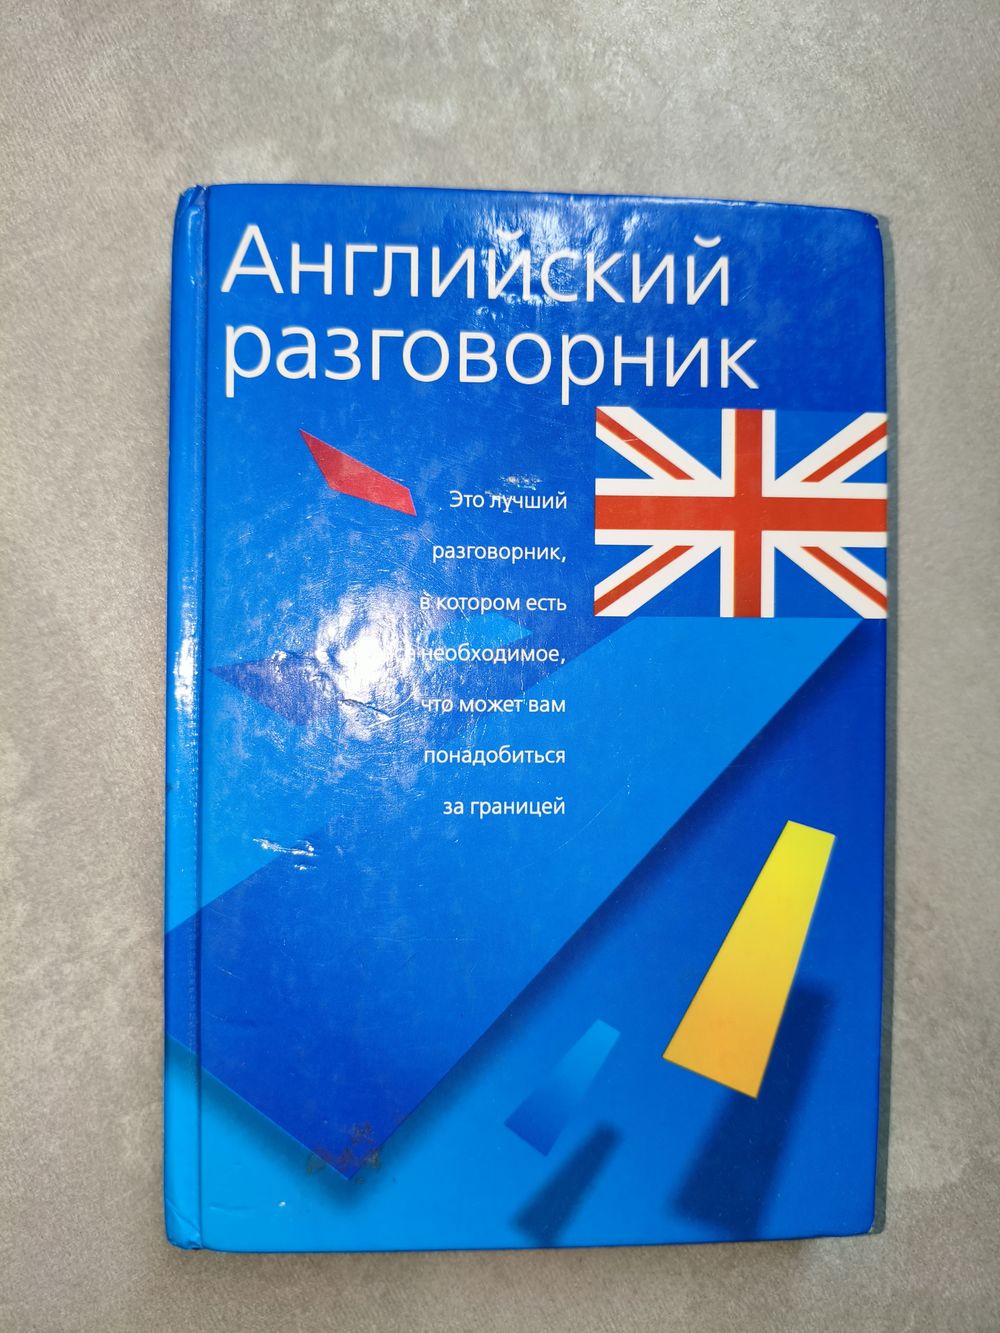 Английский
разговорник
Это лучший
разговорник,
в котором есть
необходимое,
что может вам
понадобиться
за границей